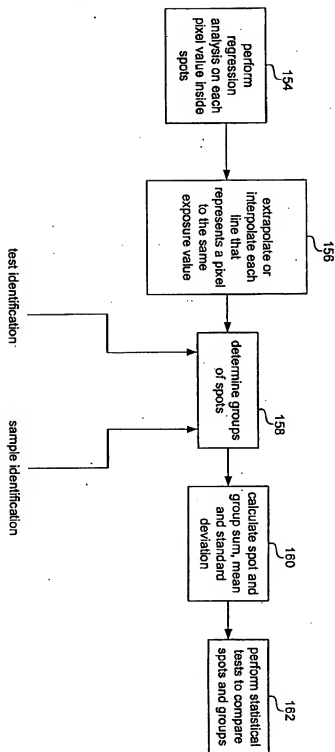 154
perform
regression
analysis on each
pixel value inside
spots
156
extrapolate or
interpolate each
line that
represents a pixel
to the same
exposure value
158
determine groups
of spots
test identification
sample identification
160
calculate spot and
group sum, mean
and standard
deviation
162
perform statistical
tests to compare
spots and groups